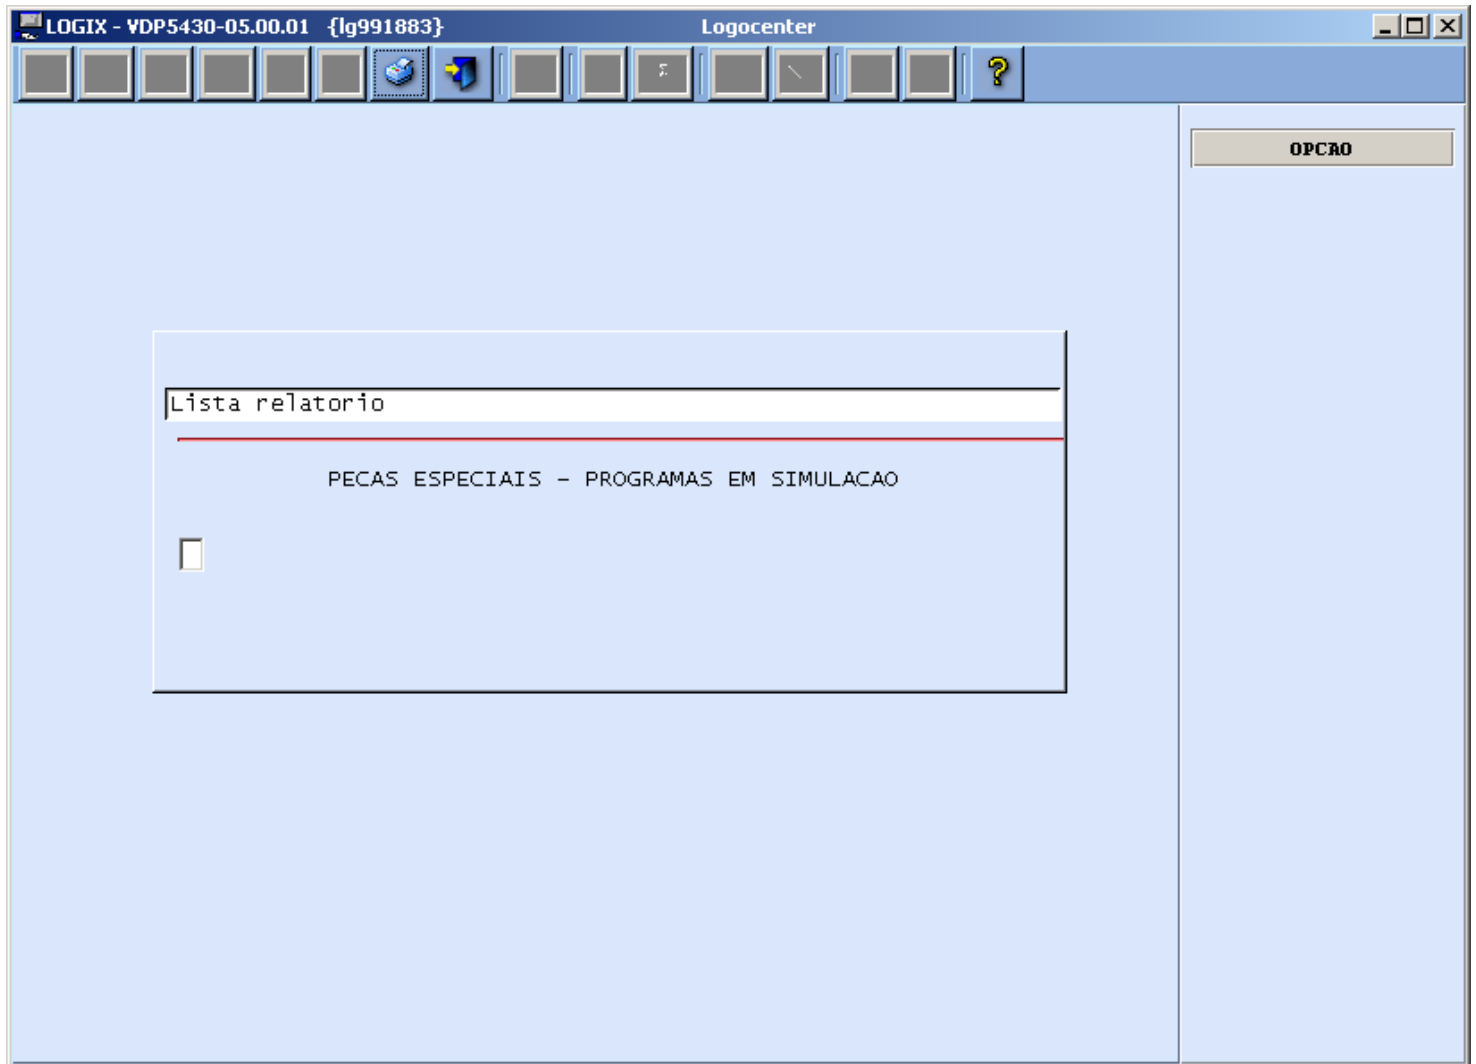 LOGIX - VDP5430-05.00.01 {lg991883} Logocenter
Σ
?
OPCAO
Lista relatorio
PECAS ESPECIAIS - PROGRAMAS EM SIMULACAO